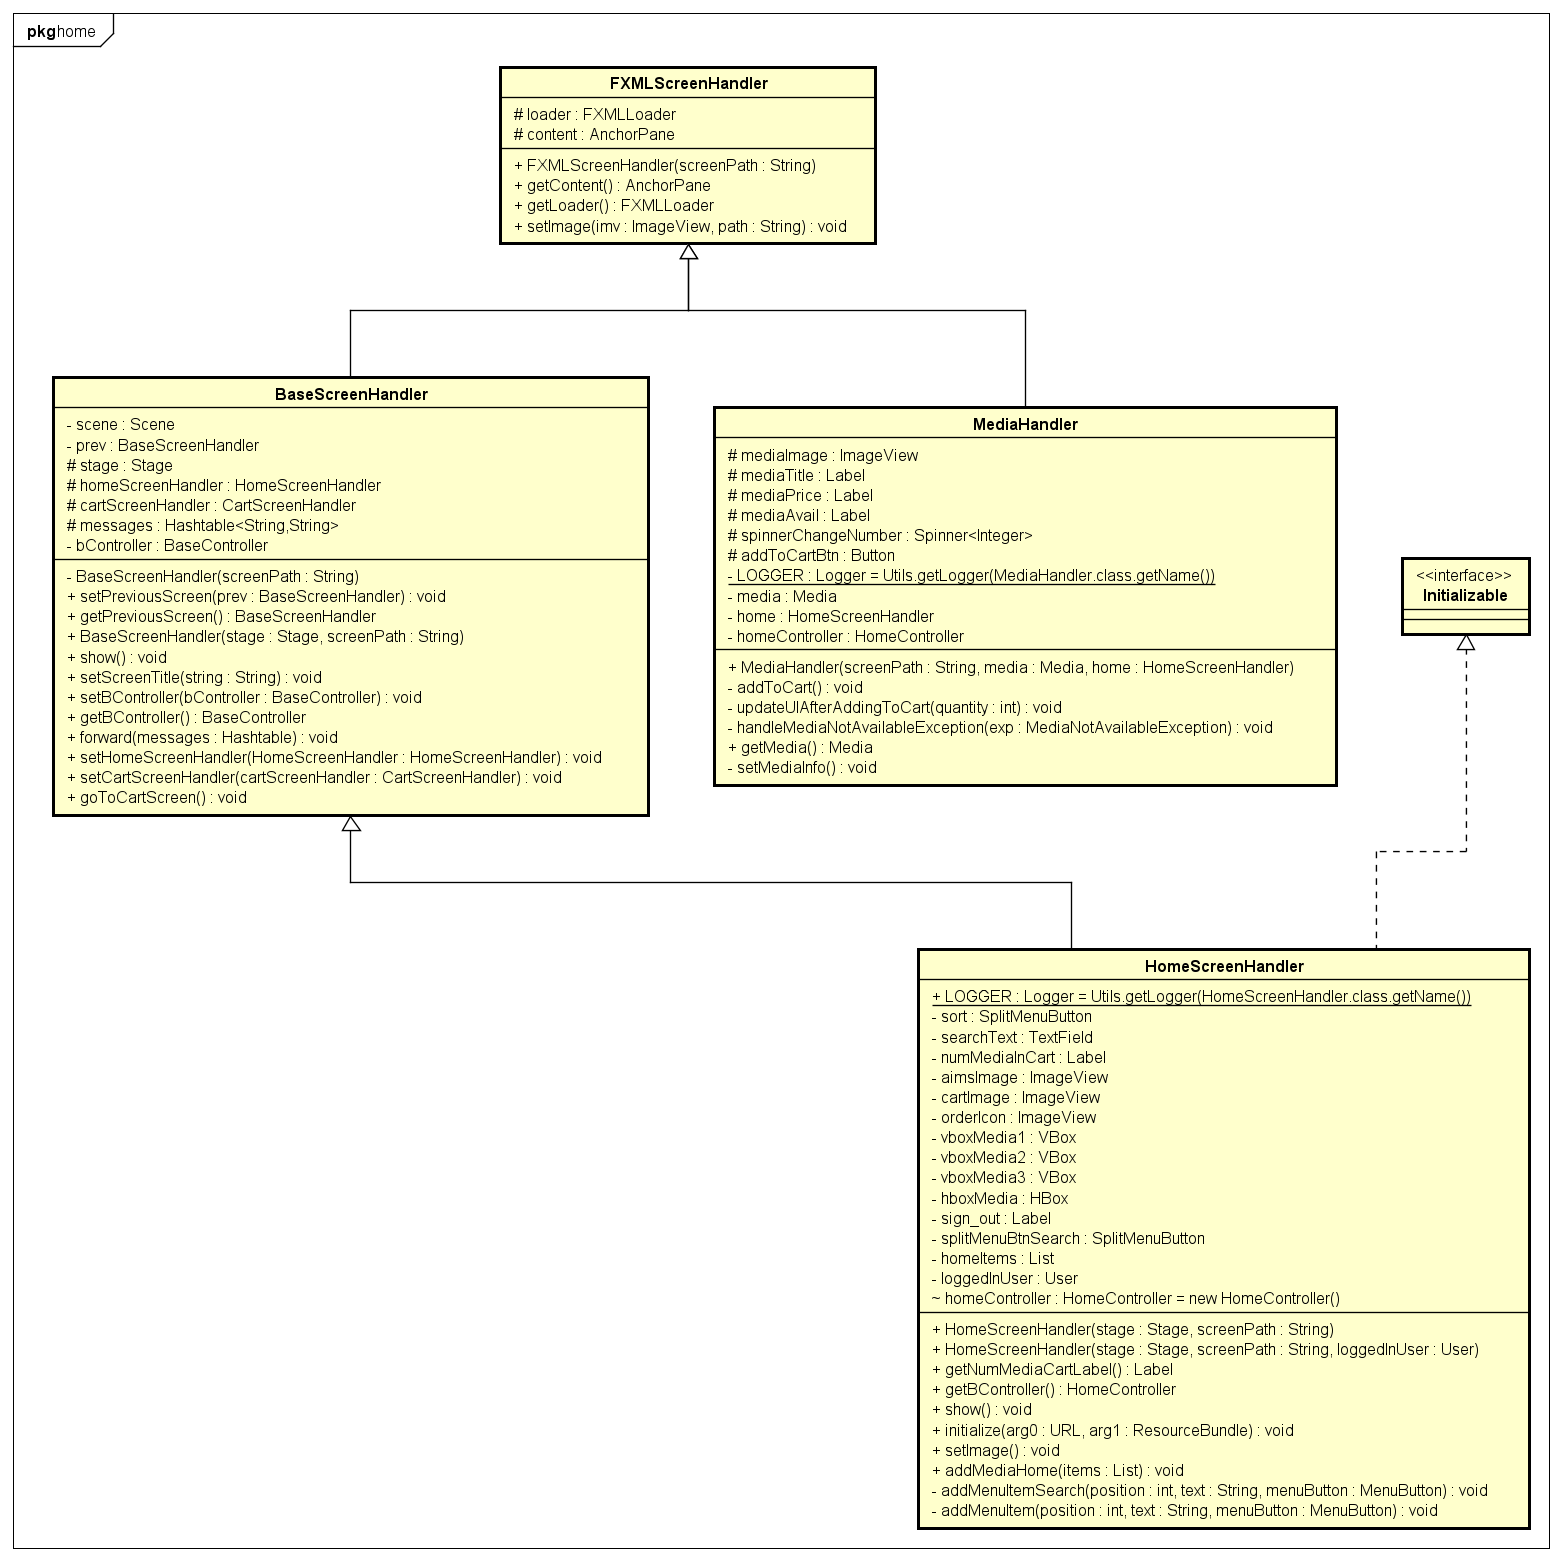 pkg home
FXMLScreenHandler
# loader : FXMLLoader
# content : AnchorPane
+ FXMLScreenHandler(screenPath : String)
+ getContent() : AnchorPane
+ getLoader() : FXMLLoader
+ setImage(imv : ImageView, path : String) : void
BaseScreenHandler
- scene : Scene
- prev : BaseScreenHandler
# stage : Stage
# homeScreenHandler : HomeScreenHandler
# cartScreenHandler : CartScreenHandler
# messages : Hashtable<String,String>
- bController : BaseController
- BaseScreenHandler(screenPath : String)
+ setPreviousScreen(prev : BaseScreenHandler) : void
+ getPreviousScreen() : BaseScreenHandler
+ BaseScreenHandler(stage : Stage, screenPath : String)
+ show() : void
+ setScreenTitle(string : String) : void
+ setBController(bController : BaseController) : void
+ getBController() : BaseController
+ forward(messages : Hashtable) : void
+ setHomeScreenHandler(HomeScreenHandler : HomeScreenHandler) : void
+ setCartScreenHandler(cartScreenHandler : CartScreenHandler) : void
+ goToCartScreen() : void
MediaHandler
# mediaImage : ImageView
# mediaTitle : Label
# mediaPrice : Label
# mediaAvail : Label
# spinnerChangeNumber : Spinner<Integer>
# addToCartBtn : Button
- LOGGER : Logger = Utils.getLogger(MediaHandler.class.getName())
- media : Media
- home : HomeScreenHandler
- homeController : HomeController
+ MediaHandler(screenPath : String, media : Media, home : HomeScreenHandler)
- addToCart() : void
- updateUIAfterAddingToCart(quantity : int) : void
- handleMediaNotAvailableException(exp : MediaNotAvailableException) : void
+ getMedia() : Media
- setMediaInfo() : void
<<interface>>
Initializable
HomeScreenHandler
+ LOGGER : Logger = Utils.getLogger(HomeScreenHandler.class.getName())
- sort : SplitMenuButton
- searchText : TextField
- numMediaInCart : Label
- aimsImage : ImageView
- cartImage : ImageView
- orderIcon : ImageView
- vboxMedia1 : VBox
- vboxMedia2 : VBox
- vboxMedia3 : VBox
- hboxMedia : HBox
- sign_out : Label
- splitMenuBtnSearch : SplitMenuButton
- homeItems : List
- loggedInUser : User
~ homeController : HomeController = new HomeController()
+ HomeScreenHandler(stage : Stage, screenPath : String)
+ HomeScreenHandler(stage : Stage, screenPath : String, loggedInUser : User)
+ getNumMediaCartLabel() : Label
+ getBController() : HomeController
+ show() : void
+ initialize(arg0 : URL, arg1 : ResourceBundle) : void
+ setImage() : void
+ addMediaHome(items : List) : void
- addMenuItemSearch(position : int, text : String, menuButton : MenuButton) : void
- addMenuItem(position : int, text : String, menuButton : MenuButton) : void